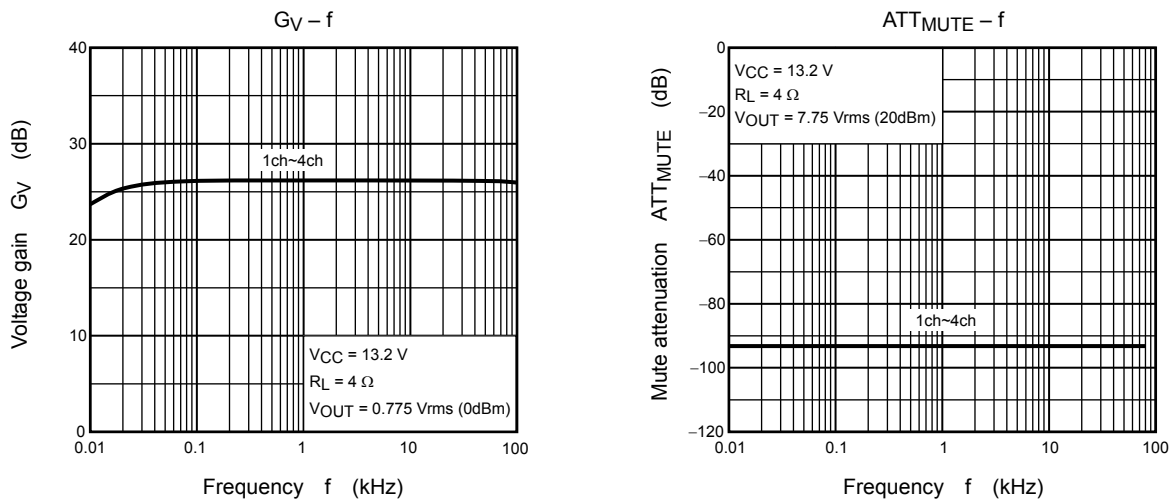 GV – f
40
30
20
10
0
Voltage gain GV (dB)
1ch~4ch
VCC = 13.2 V
RL = 4 Ω
VOUT = 0.775 Vrms (0dBm)
0.01
0.1
1
10
100
Frequency f (kHz)
ATTMUTE – f
0
−20
−40
−60
−80
−100
−120
Mute attenuation ATTMUTE (dB)
VCC = 13.2 V
RL = 4 Ω
VOUT = 7.75 Vrms (20dBm)
1ch~4ch
0.01
0.1
1
10
100
Frequency f (kHz)